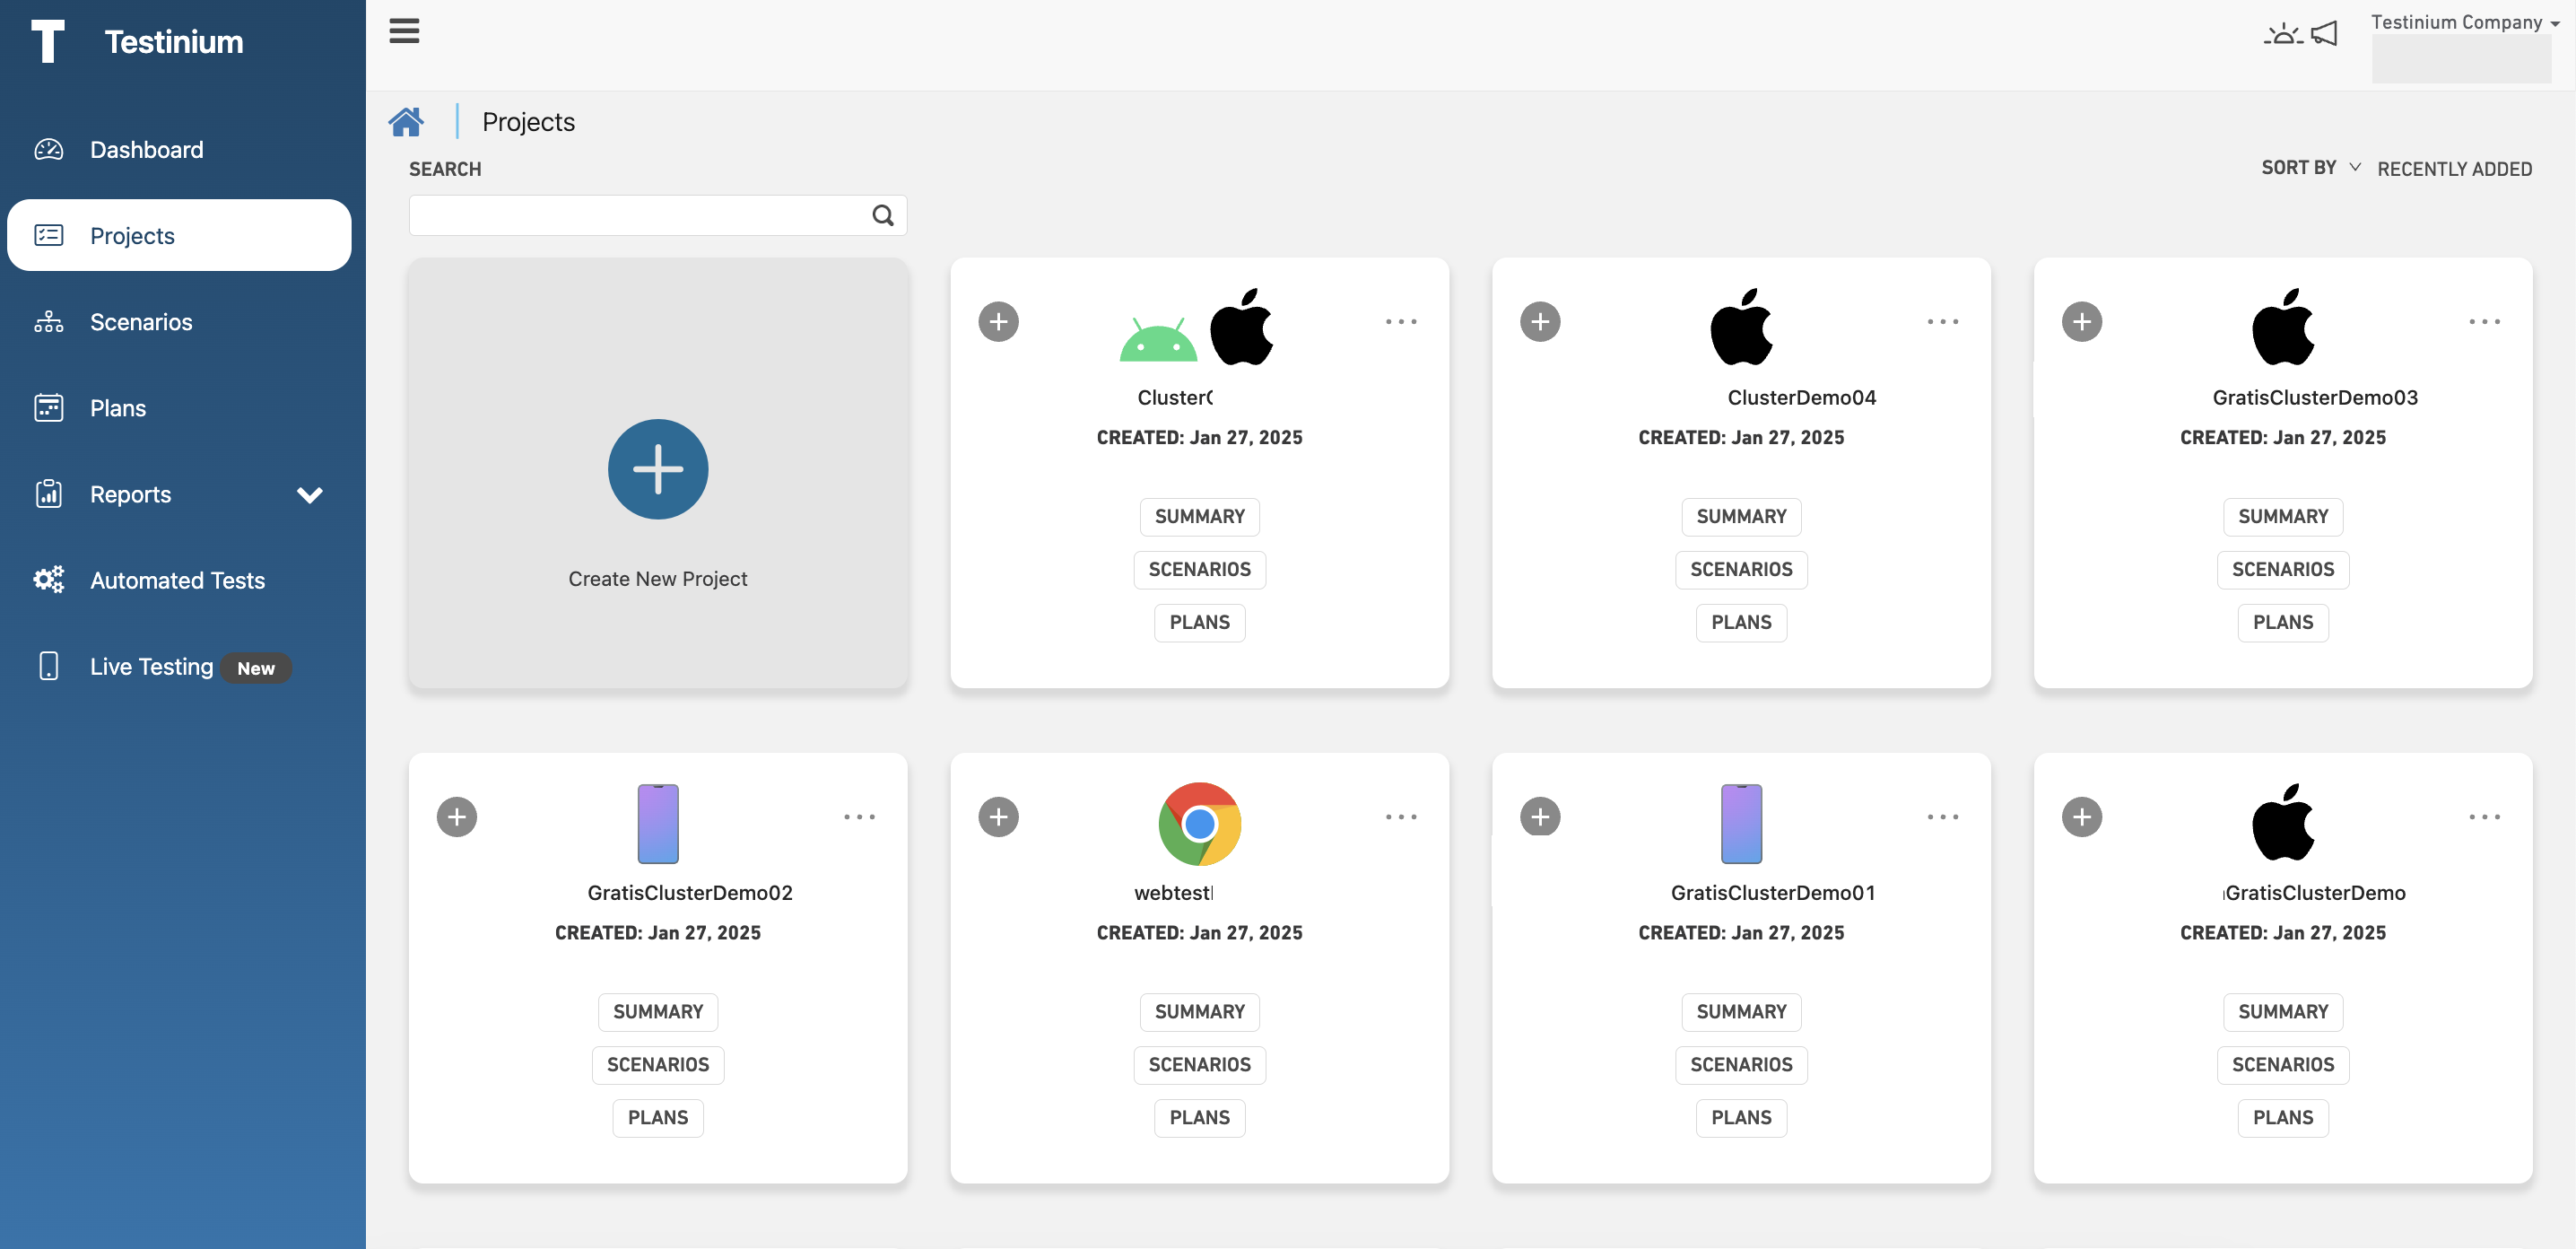 Testinium
Dashboard
Projects
Scenarios
Plans
Reports
Automated Tests
Live Testing New
Testinium Company
Projects
SEARCH
SORT BY RECENTLY ADDED
Create New Project
Cluster
CREATED: Jan 27, 2025
SUMMARY
SCENARIOS
PLANS
ClusterDemo04
CREATED: Jan 27, 2025
SUMMARY
SCENARIOS
PLANS
GratisClusterDemo03
CREATED: Jan 27, 2025
SUMMARY
SCENARIOS
PLANS
GratisClusterDemo02
CREATED: Jan 27, 2025
SUMMARY
SCENARIOS
PLANS
webtest
CREATED: Jan 27, 2025
SUMMARY
SCENARIOS
PLANS
GratisClusterDemo01
CREATED: Jan 27, 2025
SUMMARY
SCENARIOS
PLANS
GratisClusterDemo
CREATED: Jan 27, 2025
SUMMARY
SCENARIOS
PLANS